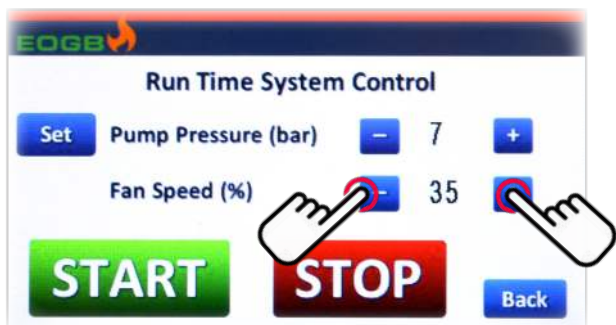 EOGB
Run Time System Control
Set Pump Pressure (bar) - 7 +
Fan Speed (%) - 35
START STOP Back